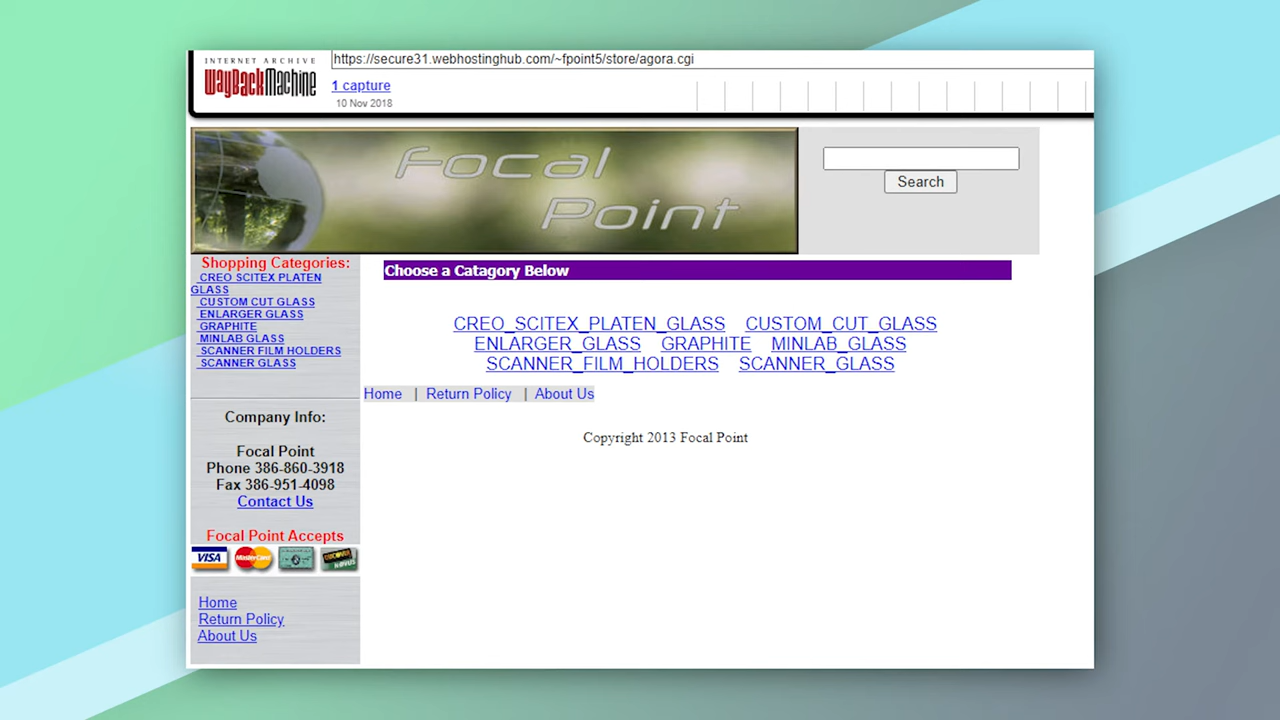 INTERNET ARCHIVE
WayBackMachine
https://secure31.webhostinghub.com/~fpoint5/store/agora.cgi
1 capture
10 Nov 2018
Focal
Point
Search
Shopping Categories:
CREO SCITEX PLATEN
GLASS
CUSTOM CUT GLASS
ENLARGER GLASS
GRAPHITE
MINLAB GLASS
SCANNER FILM HOLDERS
SCANNER GLASS
Choose a Catagory Below
CREO_SCITEX_PLATEN_GLASS CUSTOM_CUT_GLASS
ENLARGER_GLASS GRAPHITE MINLAB_GLASS
SCANNER_FILM_HOLDERS SCANNER_GLASS
Home | Return Policy | About Us
Copyright 2013 Focal Point
Company Info:
Focal Point
Phone 386-860-3918
Fax 386-951-4098
Contact Us
Focal Point Accepts
VISA MasterCard DISCOVER
NOVUS
Home
Return Policy
About Us